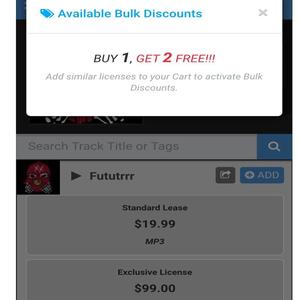 Available Bulk Discounts
×
BUY 1, GET 2 FREE!!!
Add similar licenses to your Cart to activate Bulk
Discounts.
Search Track Title or Tags
Fututrrr
ADD
Standard Lease
$19.99
MP3
Exclusive License
$99.00